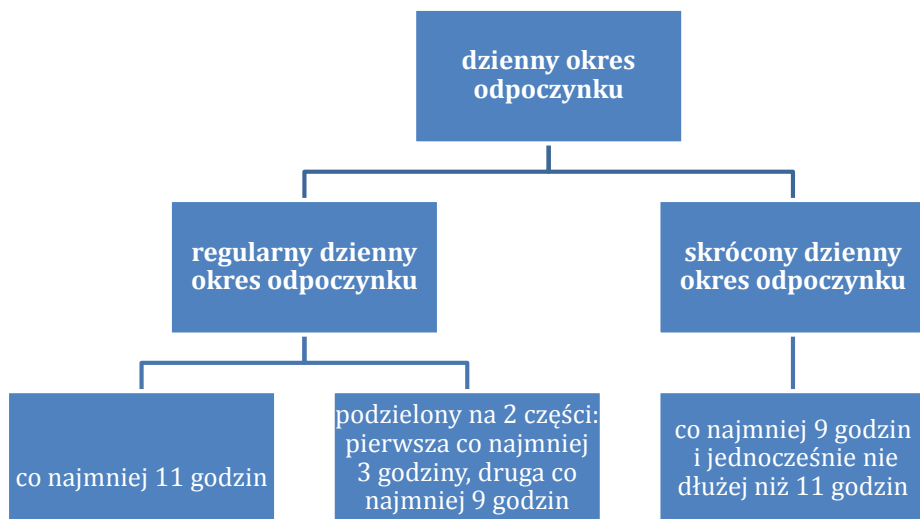 dzienny okres
odpoczynku
regularny dzienny
okres odpoczynku
skrócony dzienny
okres odpoczynku
co najmniej 11 godzin
podzielony na 2 części:
pierwsza co najmniej
3 godziny, druga co
najmniej 9 godzin
co najmniej 9 godzin
i jednocześnie nie
dłużej niż 11 godzin